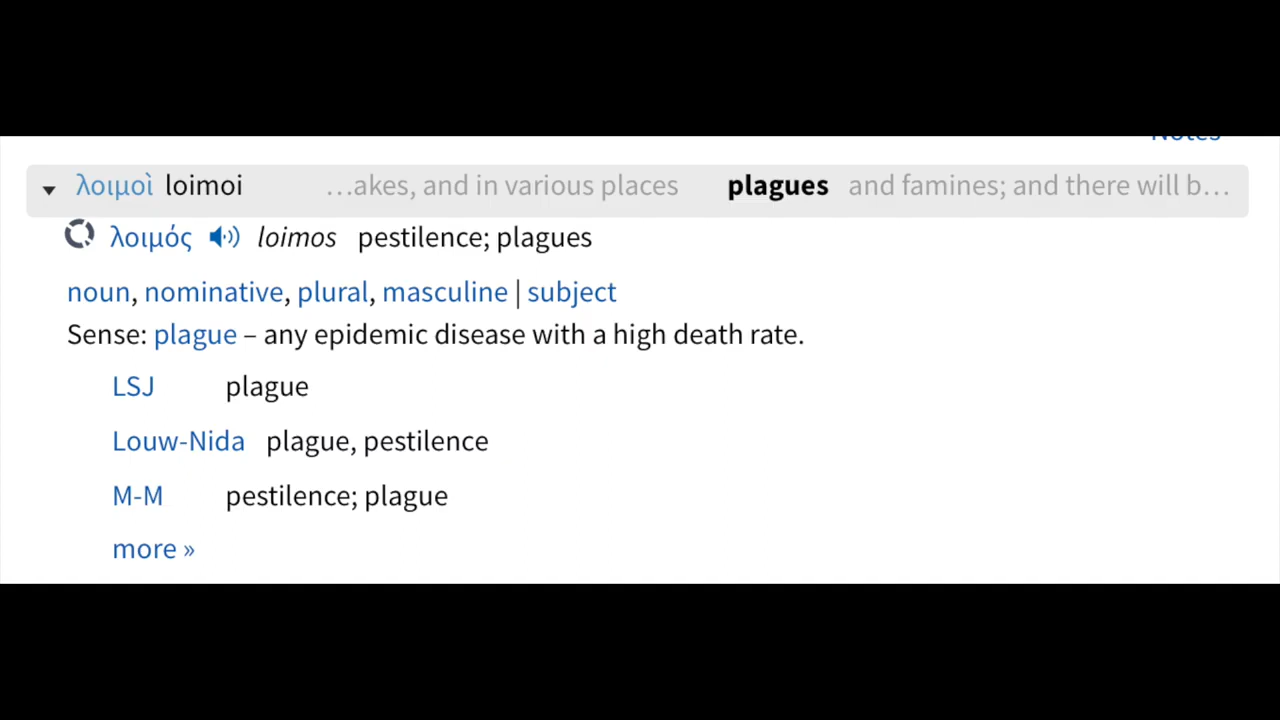 Notes
λοιμοὶ loimoi …akes, and in various places plagues and famines; and there will b…
λοιμός loimos pestilence; plagues
noun, nominative, plural, masculine | subject
Sense: plague – any epidemic disease with a high death rate.
LSJ plague
Louw-Nida plague, pestilence
M-M pestilence; plague
more »